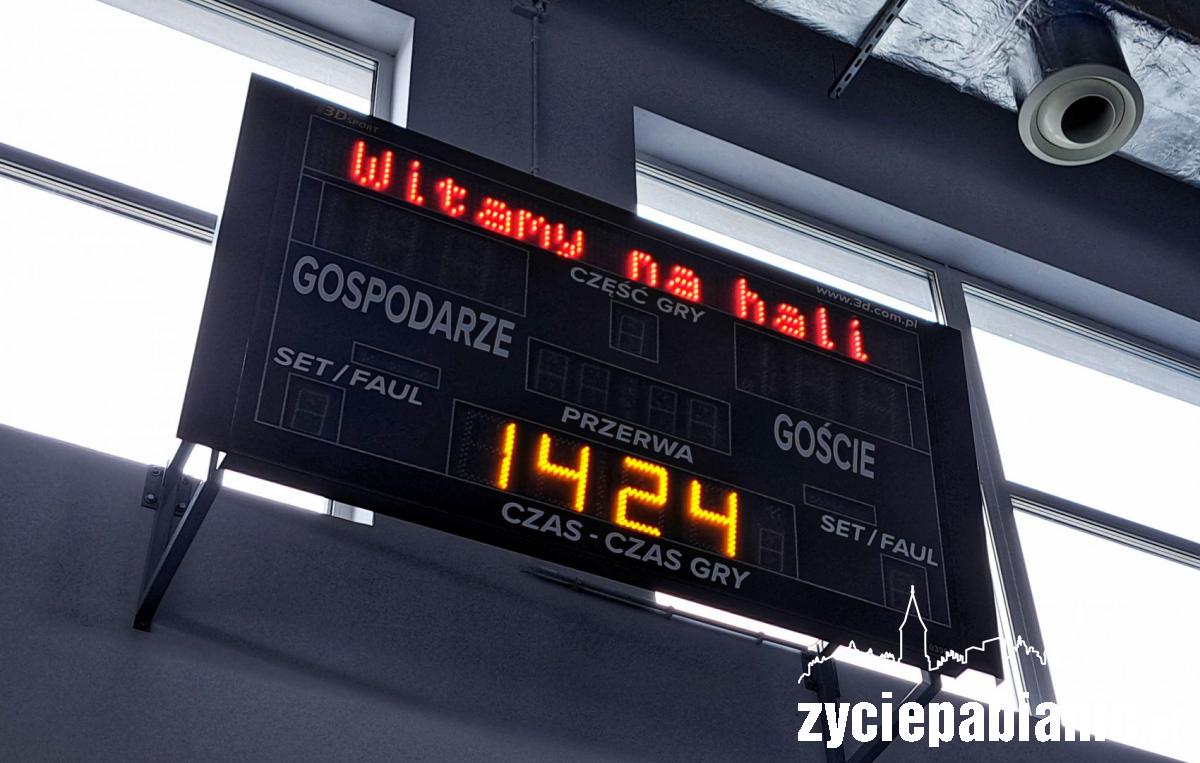 3D SPORT
Witamy na hali
www.3d.com.pl
CZĘŚĆ GRY
GOSPODARZE
GOŚCIE
SET/FAUL
PRZERWA
SET/FAUL
1424
CZAS - CZAS GRY